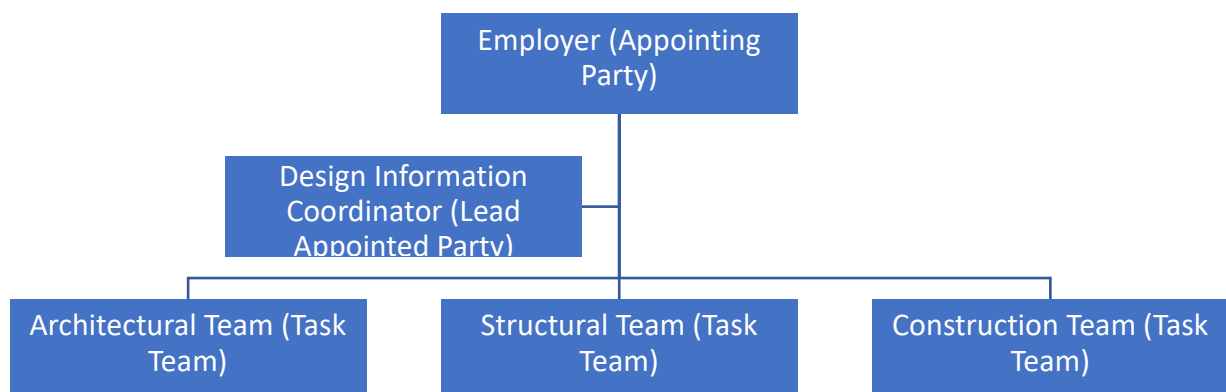 Employer (Appointing
Party)
Design Information
Coordinator (Lead
Appointed Party)
Architectural Team (Task
Team)
Structural Team (Task
Team)
Construction Team (Task
Team)